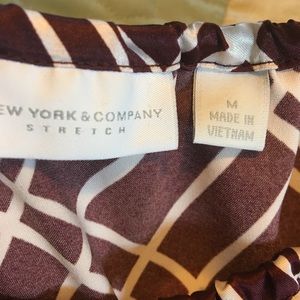 EW YORK & COMPANY
STRETCH
M
MADE IN
VIETNAM